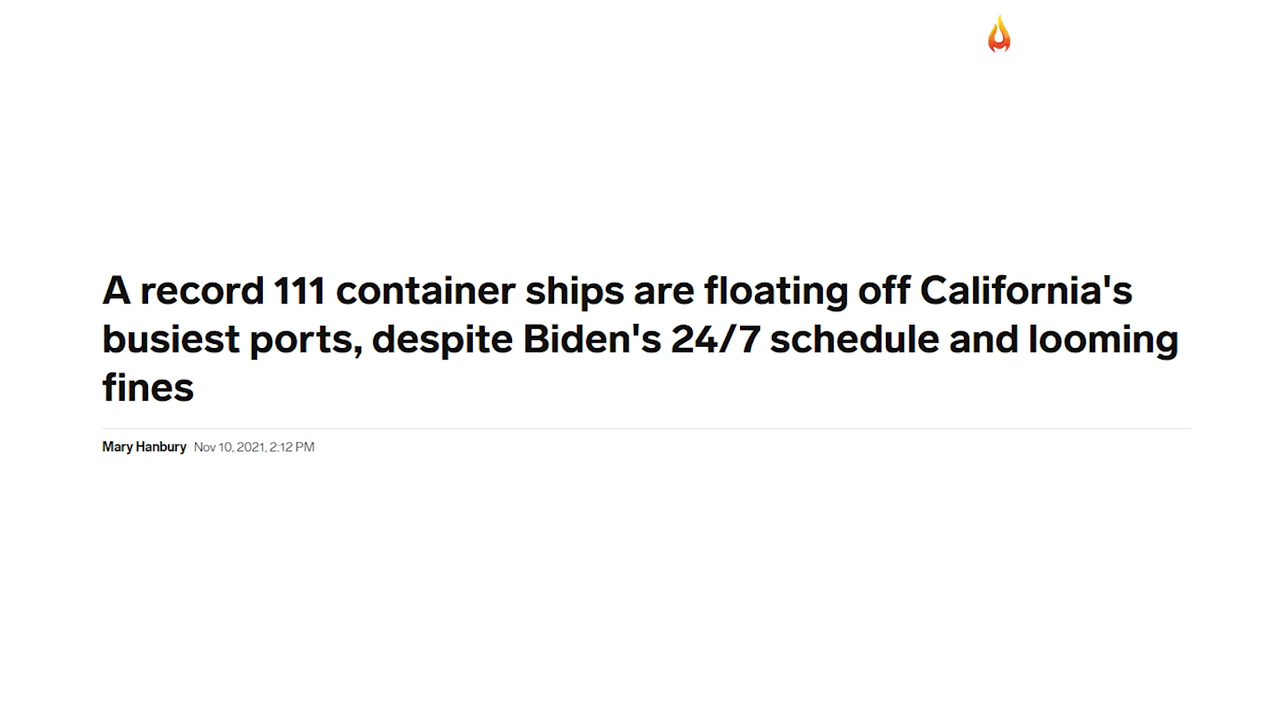 A record 111 container ships are floating off California's
busiest ports, despite Biden's 24/7 schedule and looming
fines
Mary Hanbury Nov 10, 2021, 2:12 PM